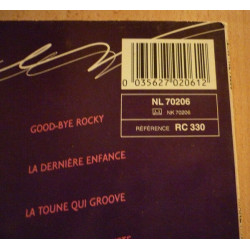 0 035627 020612
NL 70206
NK 70206
RÉFÉRENCE RC 330
GOOD-BYE ROCKY
LA DERNIÈRE ENFANCE
LA TOUNE QUI GROOVE